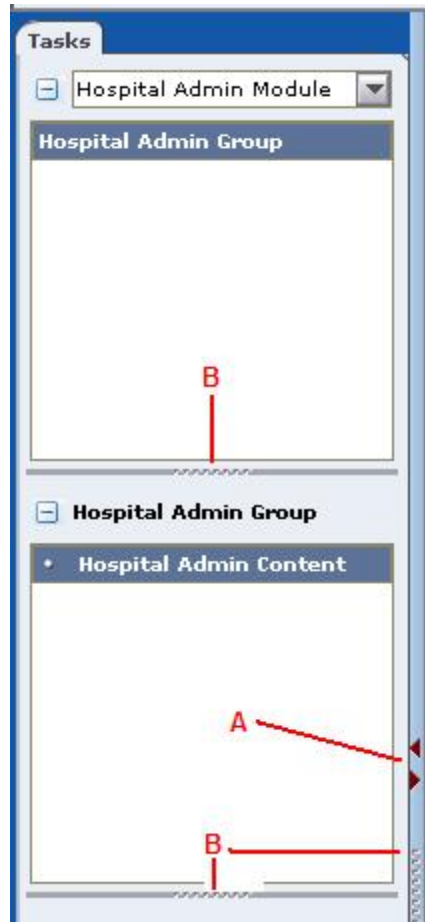 Tasks
Hospital Admin Module
Hospital Admin Group
B
Hospital Admin Group
Hospital Admin Content
A
B